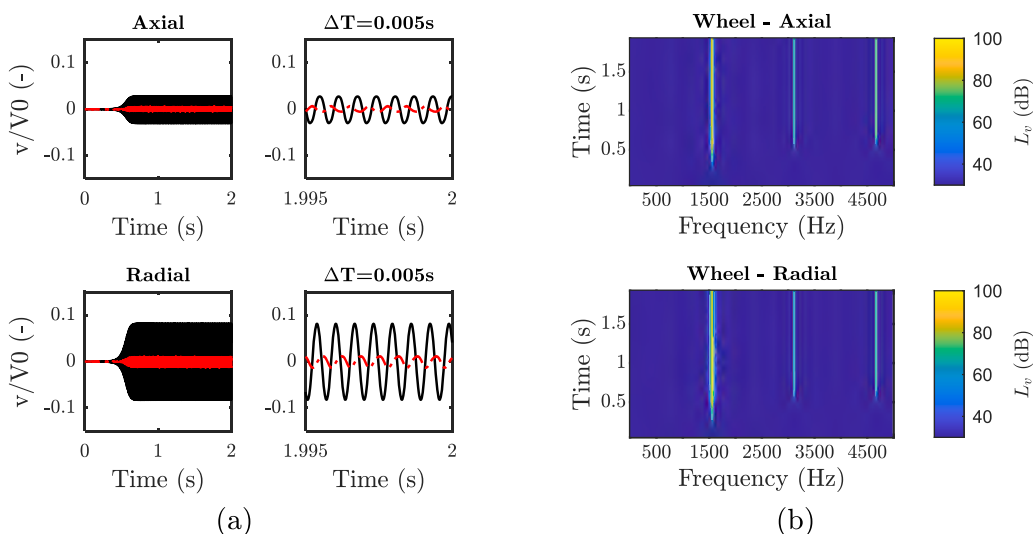 Axial
ΔT=0.005s
v/V0 (-)
0.1
0
-0.1
0
1
2
Time (s)
1.995
2
Time (s)
Radial
ΔT=0.005s
v/V0 (-)
0.1
0
-0.1
0
1
2
Time (s)
1.995
2
Time (s)
(a)
Wheel - Axial
Time (s)
1.5
1
0.5
500 1500 2500 3500 4500
Frequency (Hz)
100
80
60
40
L_v (dB)
Wheel - Radial
Time (s)
1.5
1
0.5
500 1500 2500 3500 4500
Frequency (Hz)
100
80
60
40
L_v (dB)
(b)